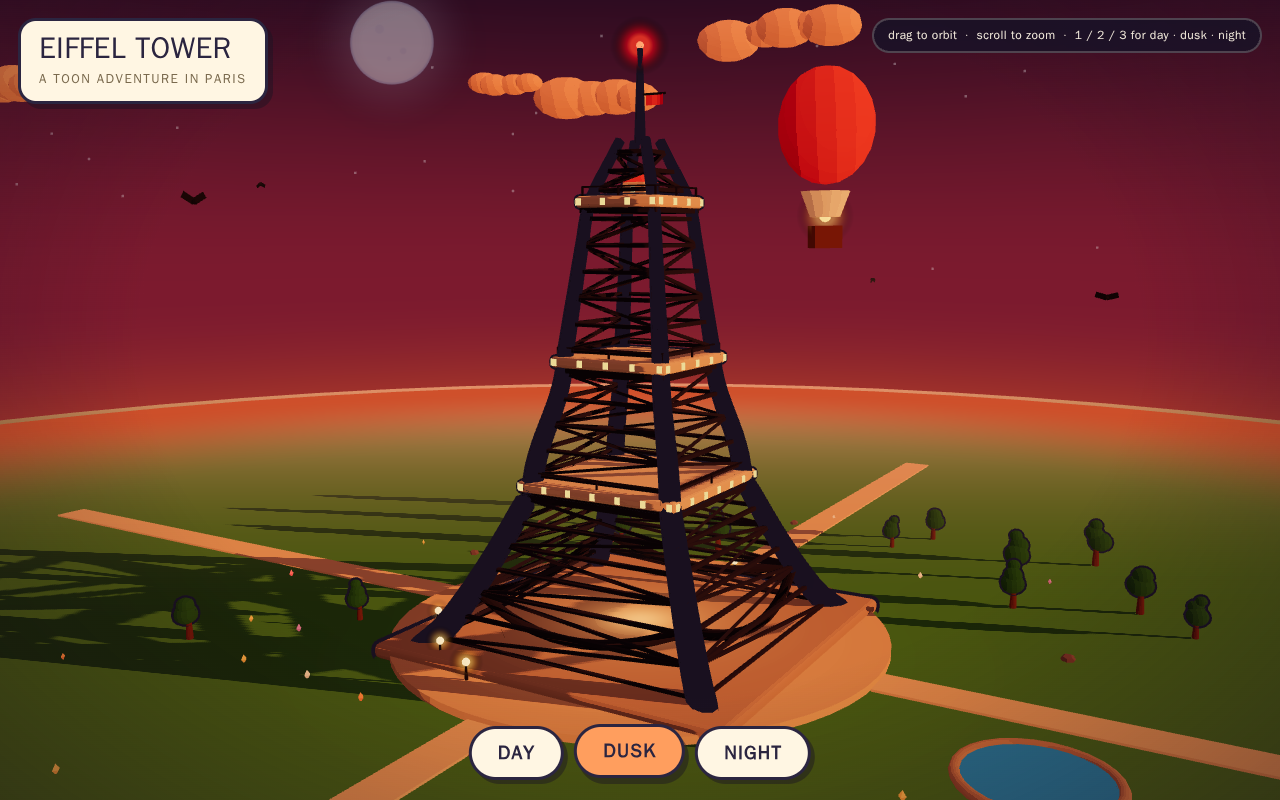 EIFFEL TOWER
A TOON ADVENTURE IN PARIS
drag to orbit · scroll to zoom · 1 / 2 / 3 for day · dusk · night
DAY
DUSK
NIGHT